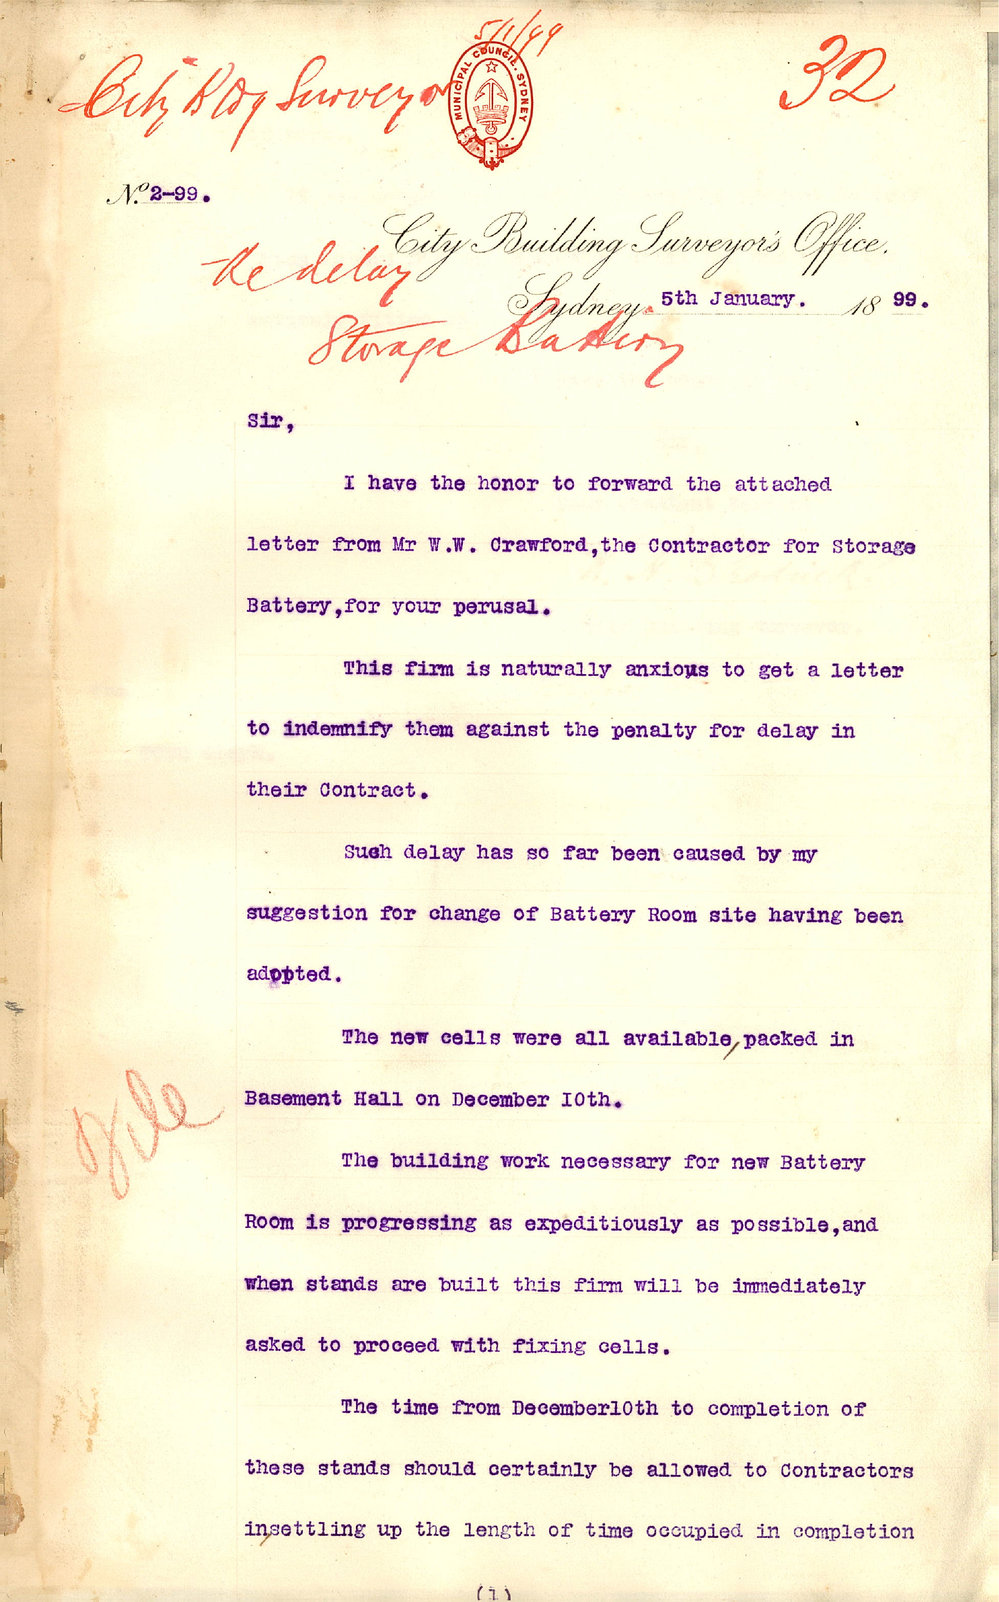 5/1/99
City Bldg Surveyor
32
MUNICIPAL COUNCIL. SYDNEY
No. 2-99.
City Building Surveyor's Office.
Re delay
Sydney. 5th January. 1899.
Storage Battery
Sir,
I have the honor to forward the attached
letter from Mr W.W. Crawford,the Contractor for Storage
Battery,for your perusal.
This firm is naturally anxious to get a letter
to indemnify them against the penalty for delay in
their Contract.
Such delay has so far been caused by my
suggestion for change of Battery Room site having been
adopted.
The new cells were all available,packed in
Basement Hall on December 10th.
File
The building work necessary for new Battery
Room is progressing as expeditiously as possible,and
when stands are built this firm will be immediately
asked to proceed with fixing cells.
The time from December10th to completion of
these stands should certainly be allowed to Contractors
in settling up the length of time occupied in completion
(1)